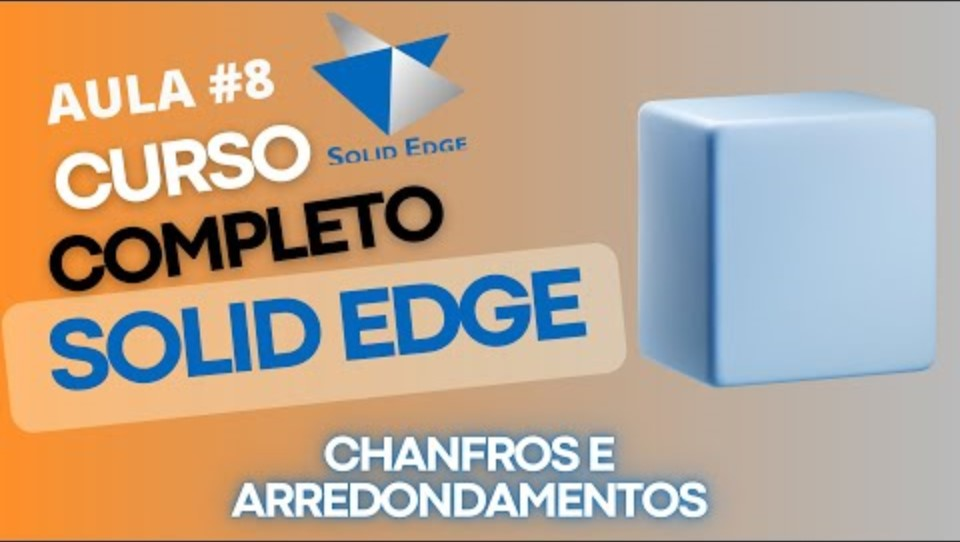 AULA #8
SOLID EDGE
CURSO
COMPLETO
SOLID EDGE
CHANFROS E
ARREDONDAMENTOS